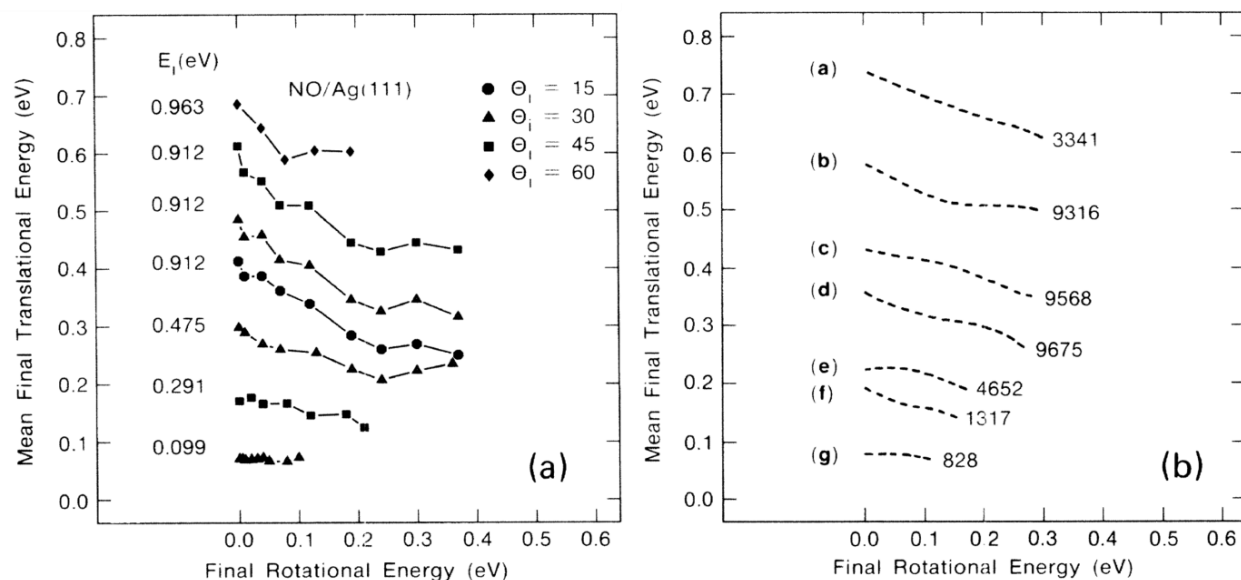 0.8
0.7
0.6
0.5
0.4
0.3
0.2
0.1
0.0
Mean Final Translational Energy (eV)
E_I(eV)
0.963
0.912
0.912
0.912
0.475
0.291
0.099
NO/Ag(111)
Θ_I = 15
Θ_i = 30
Θ_I = 45
Θ_I = 60
(a)
0.0 0.1 0.2 0.3 0.4 0.5 0.6
Final Rotational Energy (eV)
0.8
0.7
0.6
0.5
0.4
0.3
0.2
0.1
0.0
Mean Final Translational Energy (eV)
(a) 3341
(b) 9316
(c) 9568
(d) 9675
(e) 4652
(f) 1317
(g) 828
(b)
0.0 0.1 0.2 0.3 0.4 0.5 0.6
Final Rotational Energy (eV)